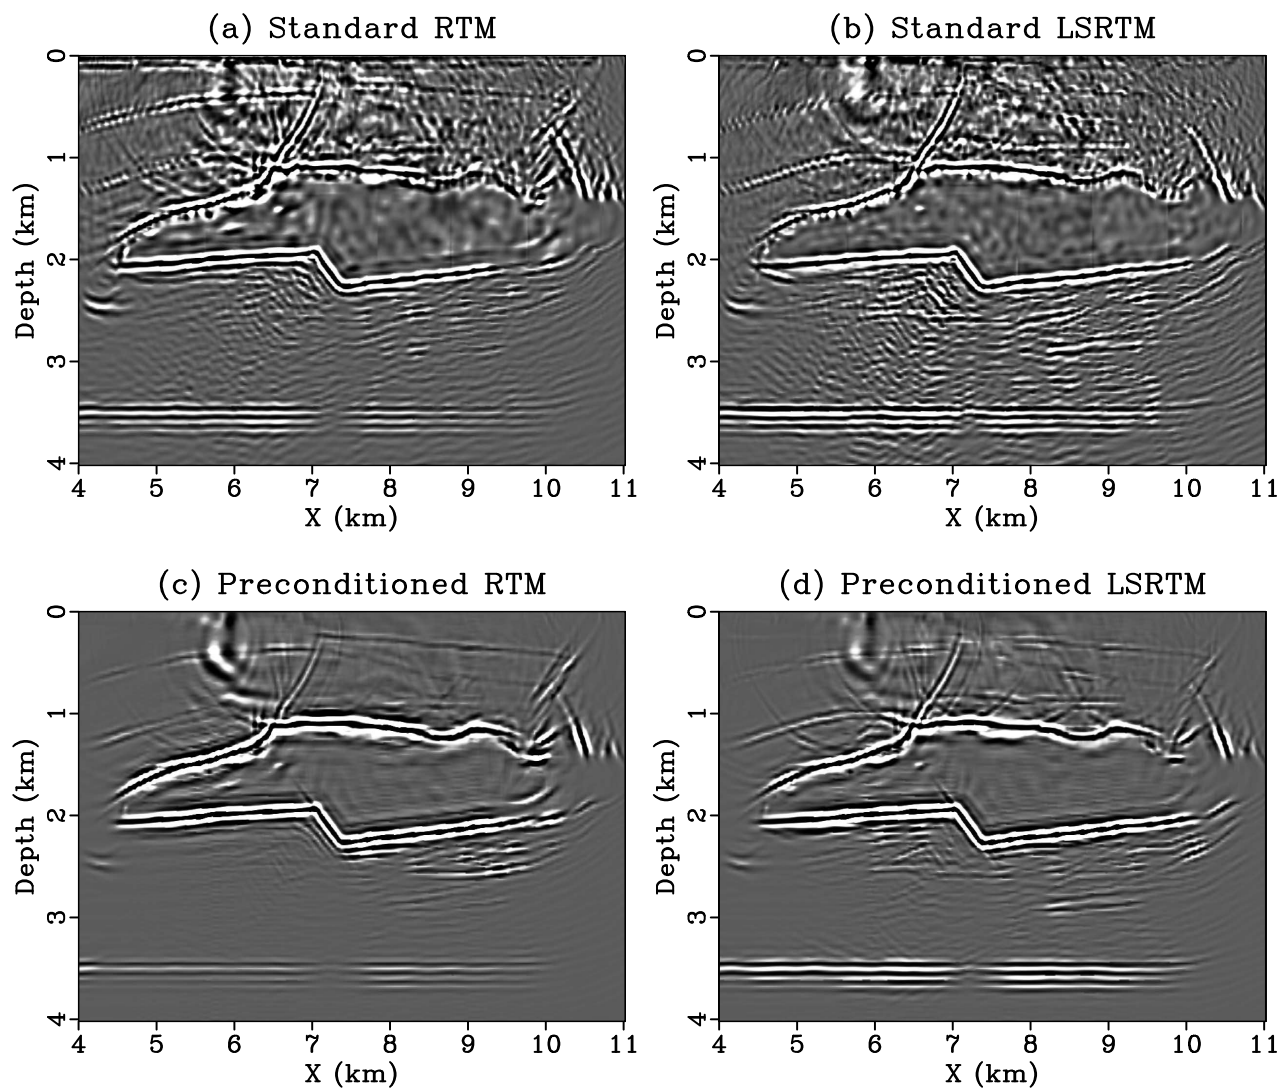 (a) Standard RTM
(b) Standard LSRTM
0
1
2
3
4
Depth (km)
4 5 6 7 8 9 10 11
X (km)
0
1
2
3
4
Depth (km)
4 5 6 7 8 9 10 11
X (km)
(c) Preconditioned RTM
(d) Preconditioned LSRTM
0
1
2
3
4
Depth (km)
4 5 6 7 8 9 10 11
X (km)
0
1
2
3
4
Depth (km)
4 5 6 7 8 9 10 11
X (km)